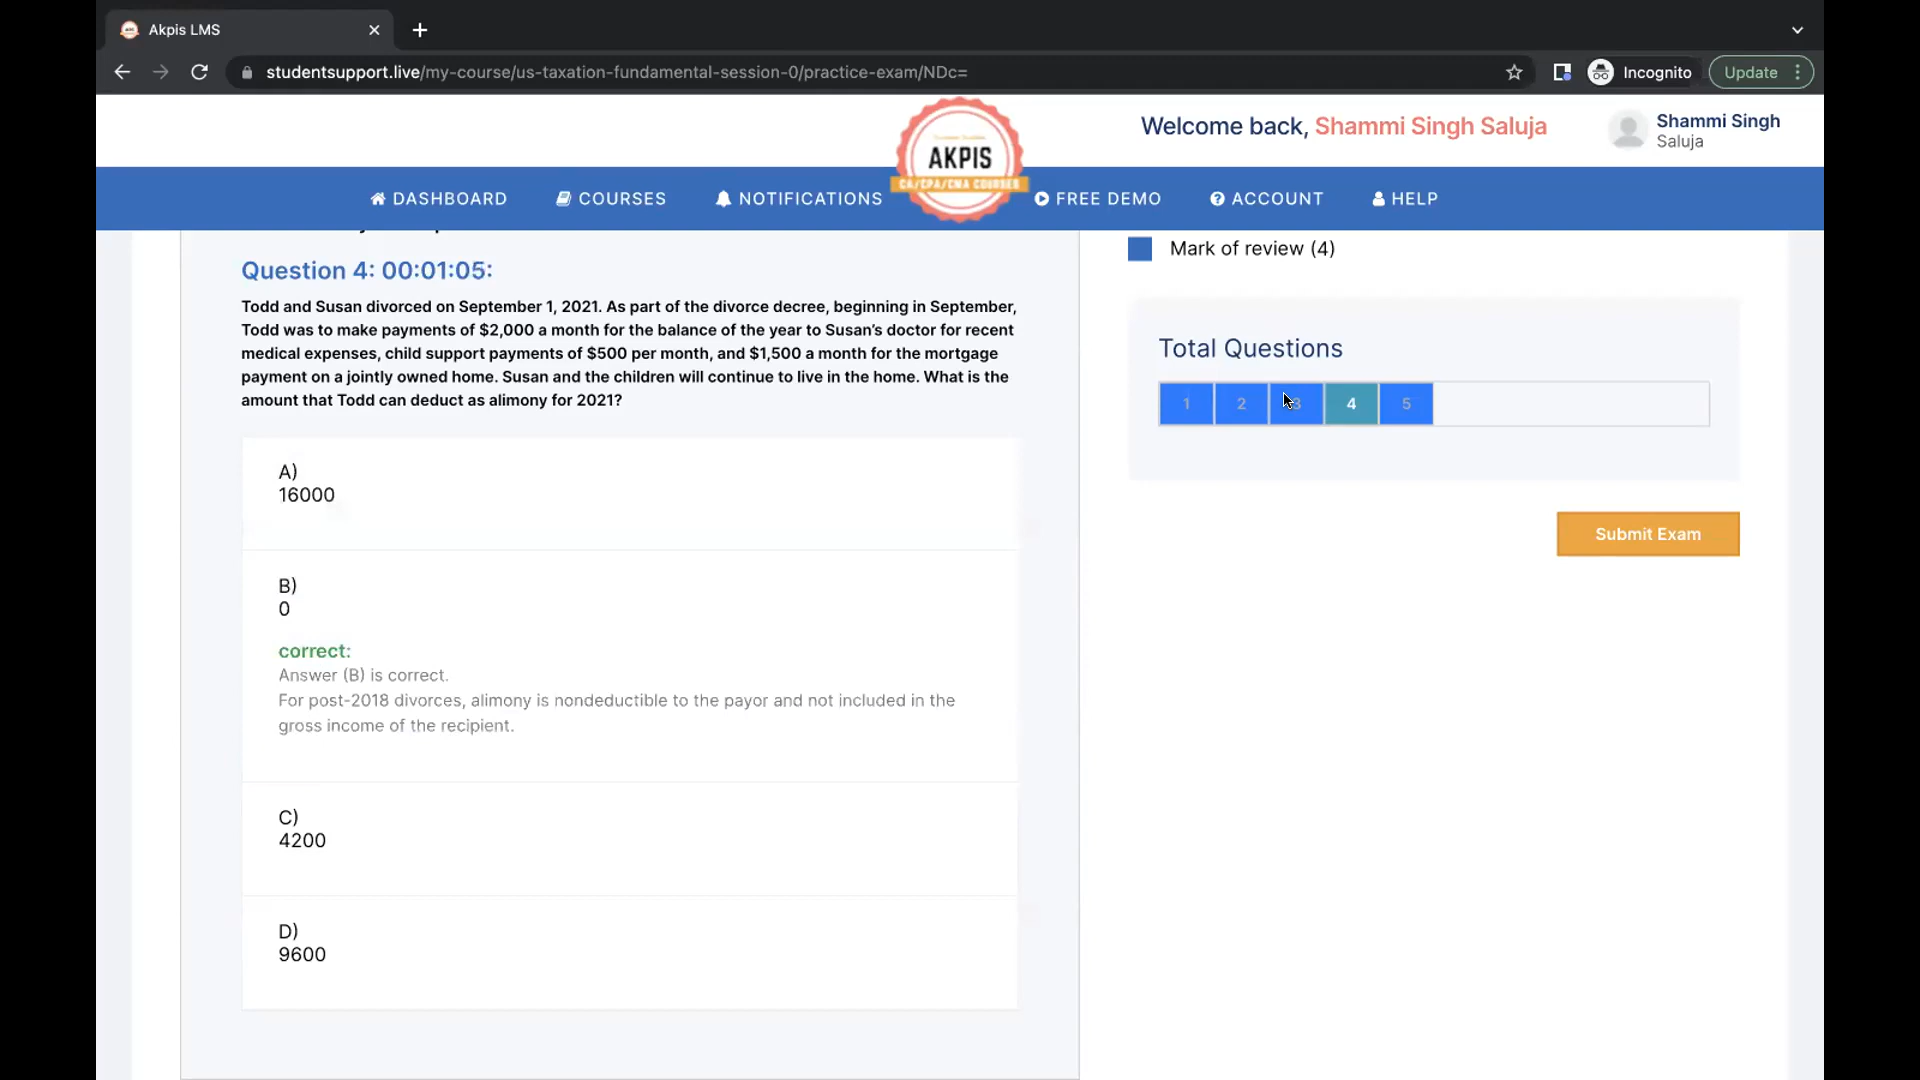 Akpis LMS
studentsupport.live/my-course/us-taxation-fundamental-session-0/practice-exam/NDc=
Incognito
Update
Welcome back, Shammi Singh Saluja
Shammi Singh
Saluja
AKPIS
CA/CPA/CMA COURSES
DASHBOARD
COURSES
NOTIFICATIONS
FREE DEMO
ACCOUNT
HELP
Question 4: 00:01:05:
Todd and Susan divorced on September 1, 2021. As part of the divorce decree, beginning in September,
Todd was to make payments of $2,000 a month for the balance of the year to Susan's doctor for recent
medical expenses, child support payments of $500 per month, and $1,500 a month for the mortgage
payment on a jointly owned home. Susan and the children will continue to live in the home. What is the
amount that Todd can deduct as alimony for 2021?
A)
16000
B)
0
correct:
Answer (B) is correct.
For post-2018 divorces, alimony is nondeductible to the payor and not included in the
gross income of the recipient.
C)
4200
D)
9600
Mark of review (4)
Total Questions
1 2 3 4 5
Submit Exam